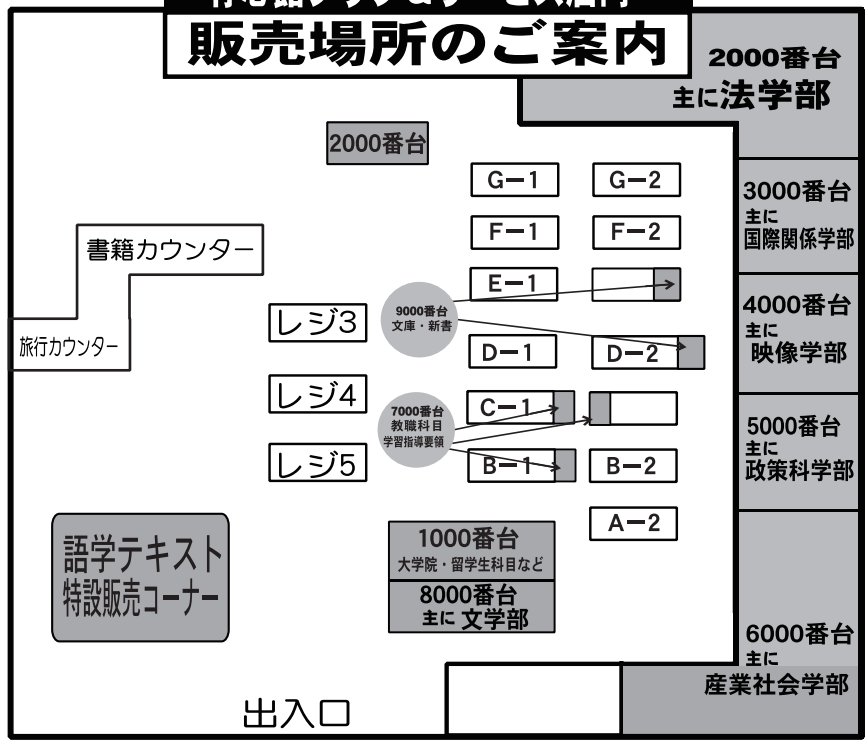 販売場所のご案内
2000番台
主に法学部
2000番台
G−1
G−2
3000番台
主に
国際関係学部
F−1
F−2
書籍カウンター
E−1
9000番台
文庫・新書
レジ3
4000番台
主に
映像学部
旅行カウンター
D−1
D−2
レジ4
7000番台
教職科目
学習指導要領
C−1
5000番台
主に
政策科学部
レジ5
B−1
B−2
A−2
語学テキスト
特設販売コーナー
1000番台
大学院・留学生科目など
8000番台
主に 文学部
6000番台
主に
産業社会学部
出入口